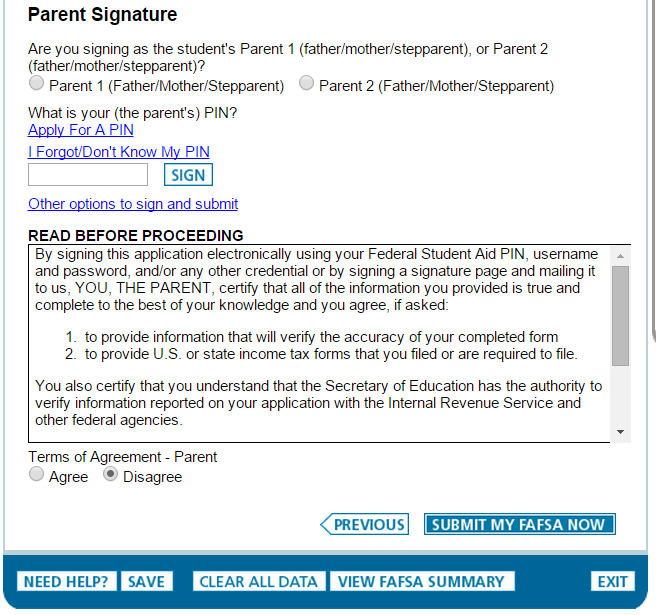 Parent Signature
Are you signing as the student's Parent 1 (father/mother/stepparent), or Parent 2
(father/mother/stepparent)?
Parent 1 (Father/Mother/Stepparent) Parent 2 (Father/Mother/Stepparent)
What is your (the parent's) PIN?
Apply For A PIN
I Forgot/Don't Know My PIN
SIGN
Other options to sign and submit
READ BEFORE PROCEEDING
By signing this application electronically using your Federal Student Aid PIN, username
and password, and/or any other credential or by signing a signature page and mailing it
to us, YOU, THE PARENT, certify that all of the information you provided is true and
complete to the best of your knowledge and you agree, if asked:
1. to provide information that will verify the accuracy of your completed form
2. to provide U.S. or state income tax forms that you filed or are required to file.
You also certify that you understand that the Secretary of Education has the authority to
verify information reported on your application with the Internal Revenue Service and
other federal agencies.
Terms of Agreement - Parent
Agree Disagree
PREVIOUS SUBMIT MY FAFSA NOW
NEED HELP? SAVE CLEAR ALL DATA VIEW FAFSA SUMMARY EXIT